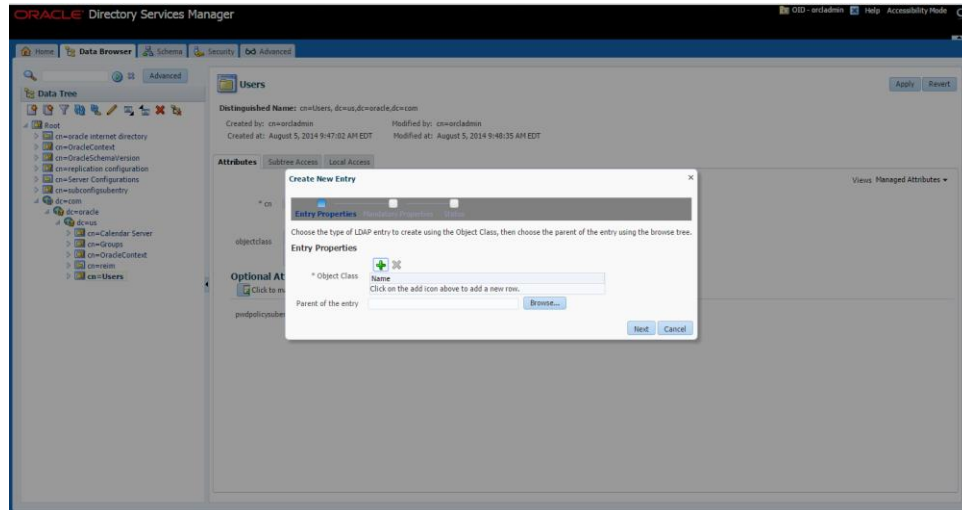 ORACLE Directory Services Manager
OID - orcladmin Help Accessibility Mode
Home Data Browser Schema Security Advanced
Advanced
Data Tree
Root
cn=oracle internet directory
cn=OracleContext
cn=OracleSchemaVersion
cn=replication configuration
cn=Server Configurations
cn=subconfigsubentry
dc=com
dc=oracle
dc=us
cn=Calendar Server
cn=Groups
cn=OracleContext
cn=reim
cn=Users
Users
Apply Revert
Distinguished Name: cn=Users, dc=us,dc=oracle,dc=com
Created by: cn=orcladmin Modified by: cn=orcladmin
Created at: August 5, 2014 9:47:02 AM EDT Modified at: August 5, 2014 9:48:35 AM EDT
Attributes Subtree Access Local Access
Views Managed Attributes
* cn
objectclass
Optional At
Click to m
pwdpolicysuber
Create New Entry
Entry Properties Mandatory Properties Status
Choose the type of LDAP entry to create using the Object Class, then choose the parent of the entry using the browse tree.
Entry Properties
* Object Class
Name
Click on the add icon above to add a new row.
Parent of the entry Browse...
Next Cancel